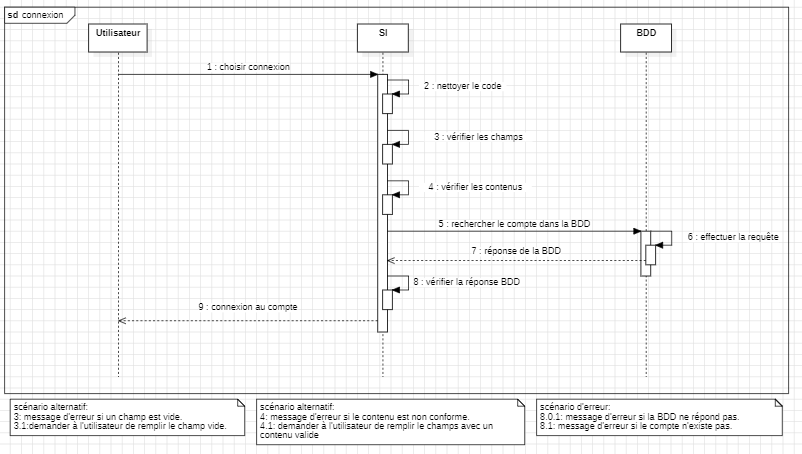 sd connexion
Utilisateur
SI
BDD
1 : choisir connexion
2 : nettoyer le code
3 : vérifier les champs
4 : vérifier les contenus
5 : rechercher le compte dans la BDD
6 : effectuer la requête
7 : réponse de la BDD
8 : vérifier la réponse BDD
9 : connexion au compte
scénario alternatif:
3: message d'erreur si un champ est vide.
3.1:demander à l'utilisateur de remplir le champ vide.
scénario alternatif:
4: message d'erreur si le contenu est non conforme.
4.1: demander à l'utilisateur de remplir le champs avec un
contenu valide
scénario d'erreur:
8.0.1: message d'erreur si la BDD ne répond pas.
8.1: message d'erreur si le compte n'existe pas.